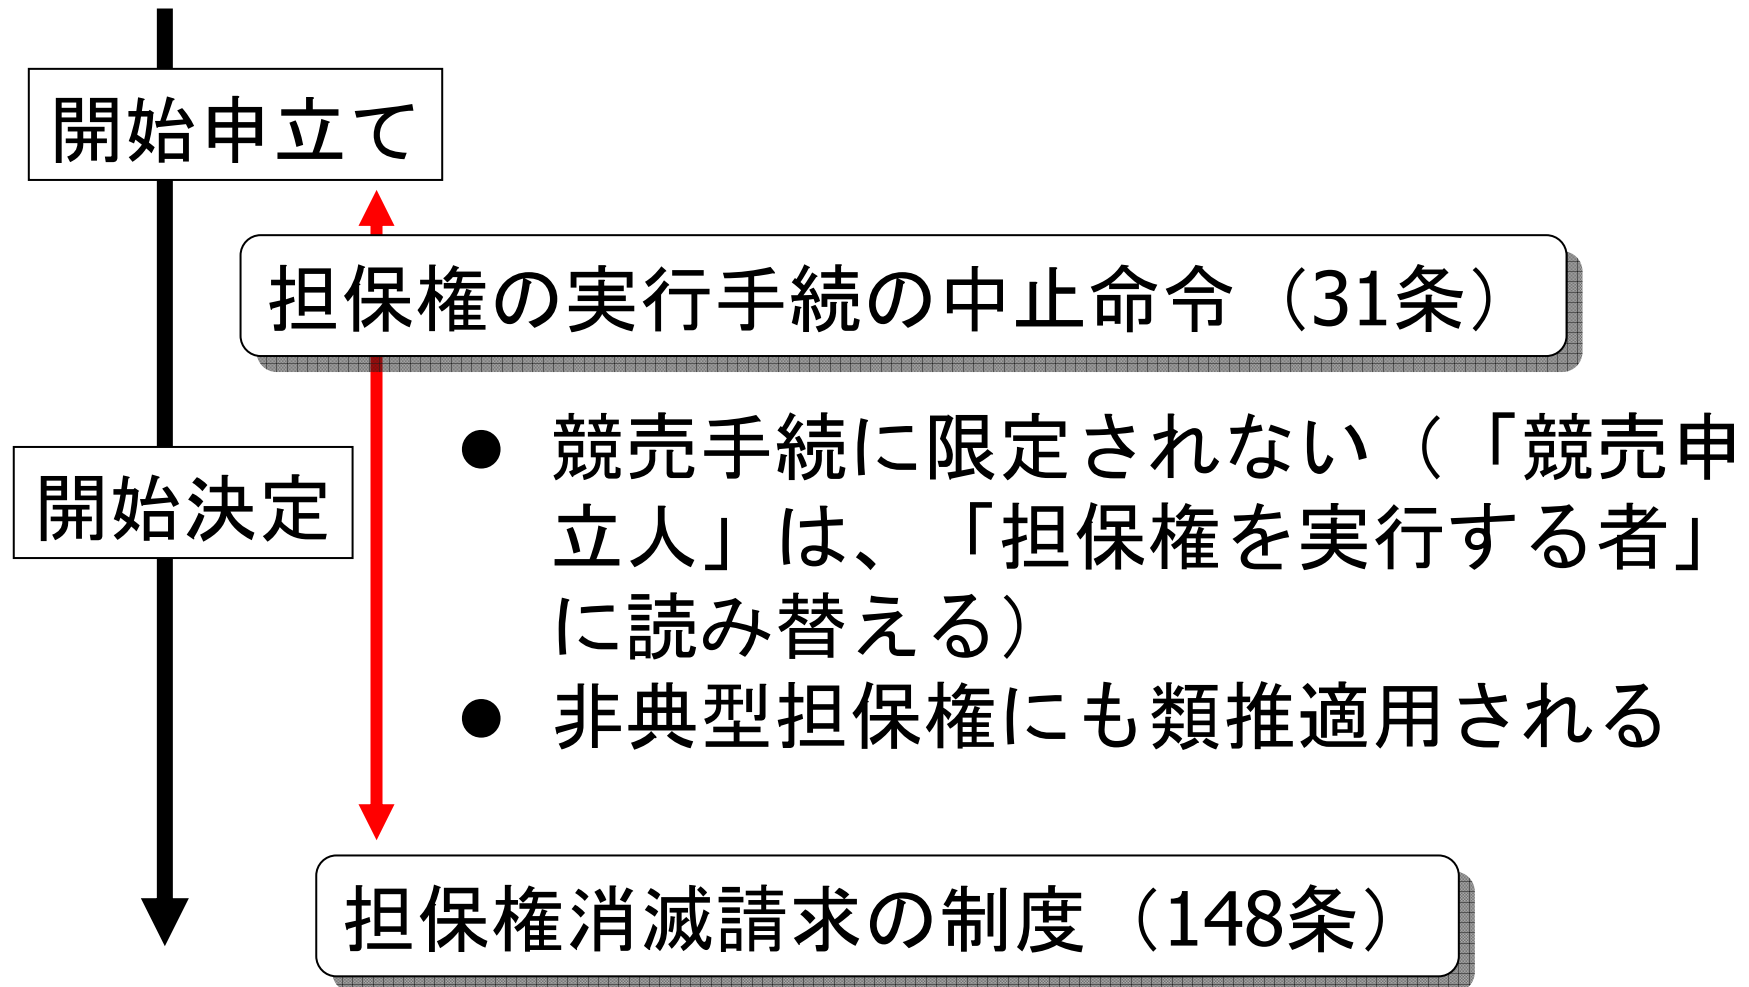 開始申立て
担保権の実行手続の中止命令（31条）
● 競売手続に限定されない（「競売申
立人」は、「担保権を実行する者」
に読み替える）
開始決定
● 非典型担保権にも類推適用される
担保権消滅請求の制度（148条）